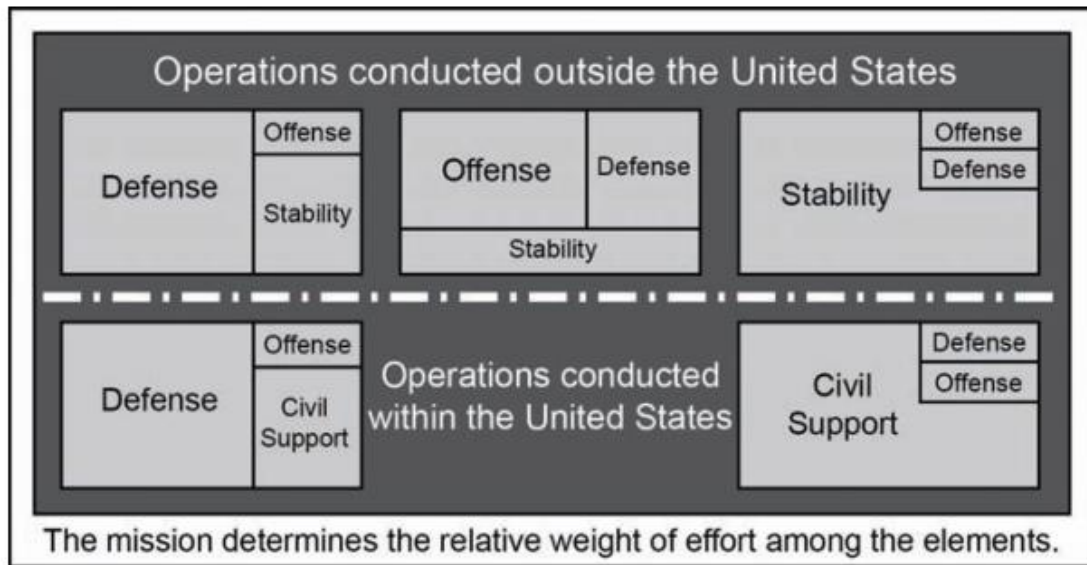 Operations conducted outside the United States
Defense
Offense
Stability
Offense
Defense
Stability
Stability
Offense
Defense
Defense
Offense
Civil
Support
Operations conducted
within the United States
Civil
Support
Defense
Offense
The mission determines the relative weight of effort among the elements.